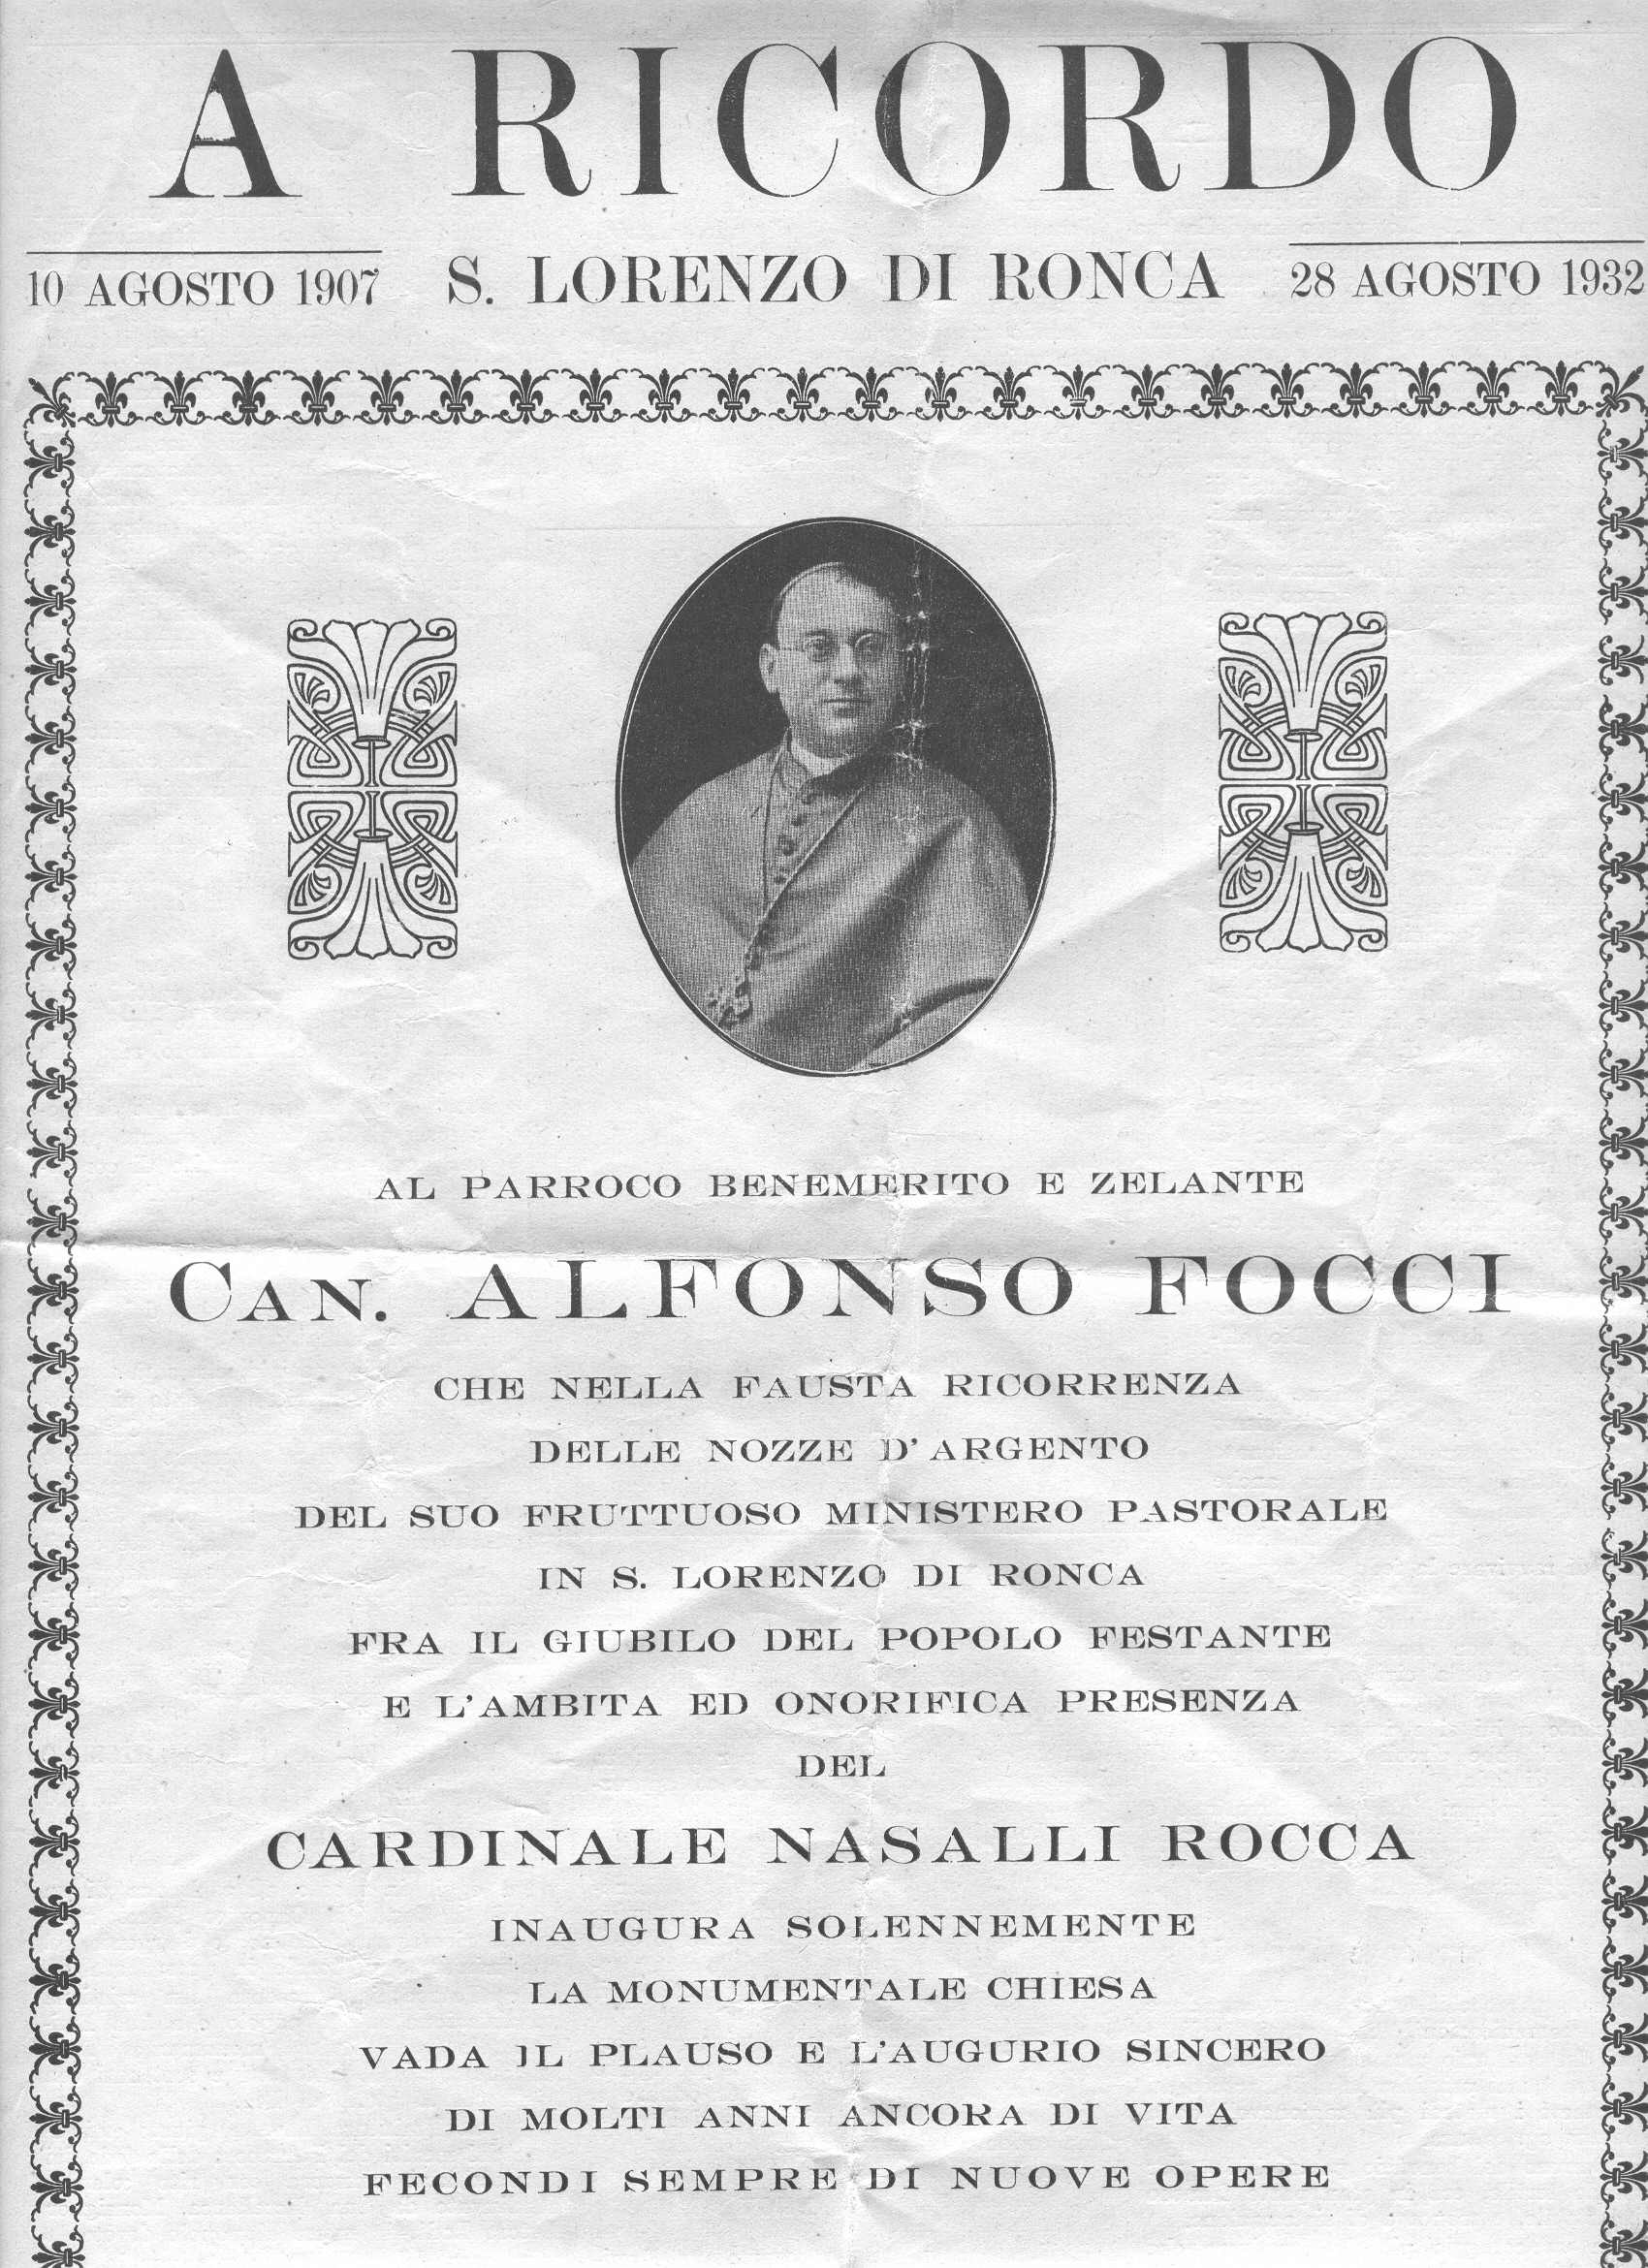 A RICORDO
10 AGOSTO 1907 S. LORENZO DI RONCA 28 AGOSTO 1932
AL PARROCO BENEMERITO E ZELANTE
CAN. ALFONSO FOCCI
CHE NELLA FAUSTA RICORRENZA
DELLE NOZZE D'ARGENTO
DEL SUO FRUTTUOSO MINISTERO PASTORALE
IN S. LORENZO DI RONCA
FRA IL GIUBILO DEL POPOLO FESTANTE
E L'AMBITA ED ONORIFICA PRESENZA
DEL
CARDINALE NASALLI ROCCA
INAUGURA SOLENNEMENTE
LA MONUMENTALE CHIESA
VADA IL PLAUSO E L'AUGURIO SINCERO
DI MOLTI ANNI ANCORA DI VITA
FECONDI SEMPRE DI NUOVE OPERE